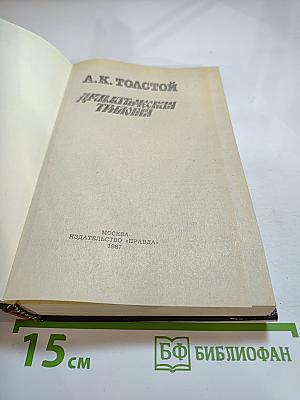 А.К. ТОЛСТОЙ
ДРАМАТИЧЕСКАЯ
ТРИЛОГИЯ
МОСКВА
ИЗДАТЕЛЬСТВО «ПРАВДА»
1987
15 см
БФ БИБЛИОФАН